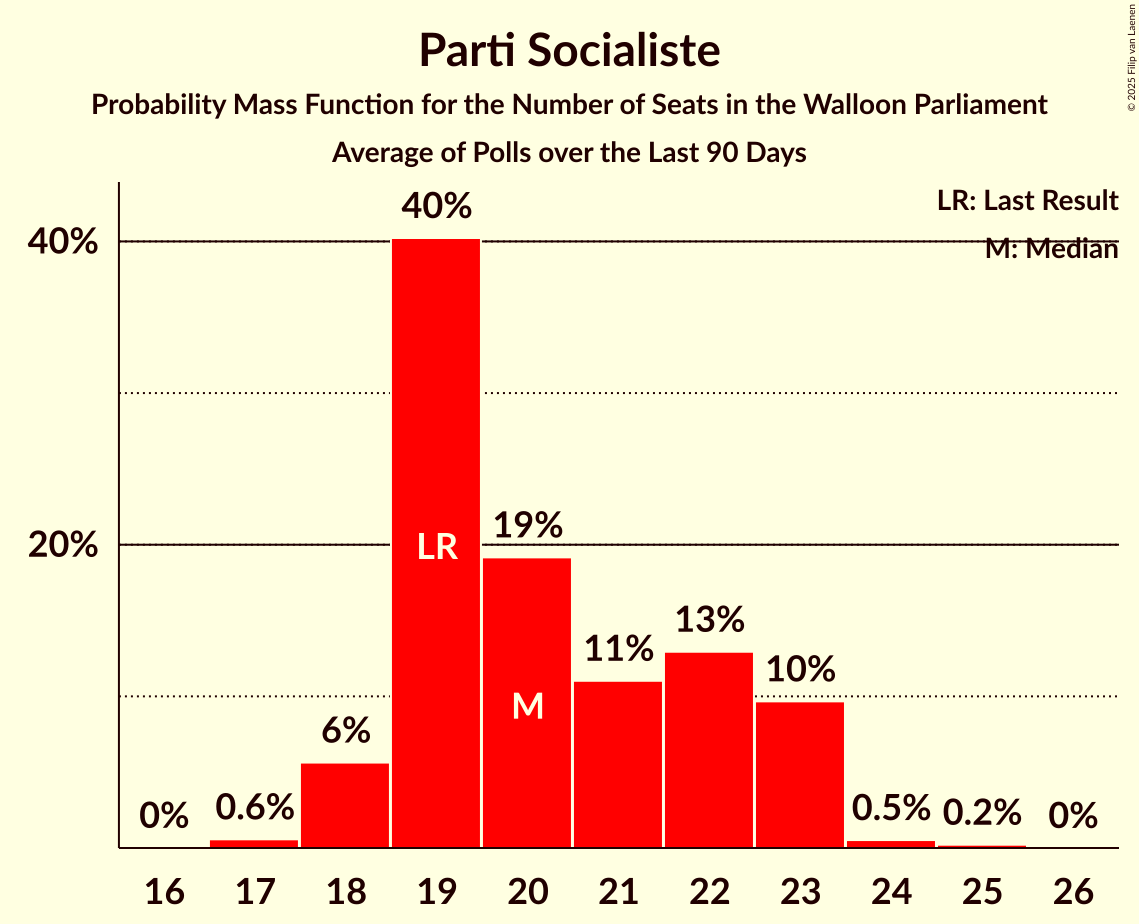 Parti Socialiste
Probability Mass Function for the Number of Seats in the Walloon Parliament
Average of Polls over the Last 90 Days
© 2025 Filip van Laenen
LR: Last Result
M: Median
40%
20%
0%
0.6%
6%
40%
19%
11%
13%
10%
0.5%
0.2%
0%
LR
M
16 17 18 19 20 21 22 23 24 25 26